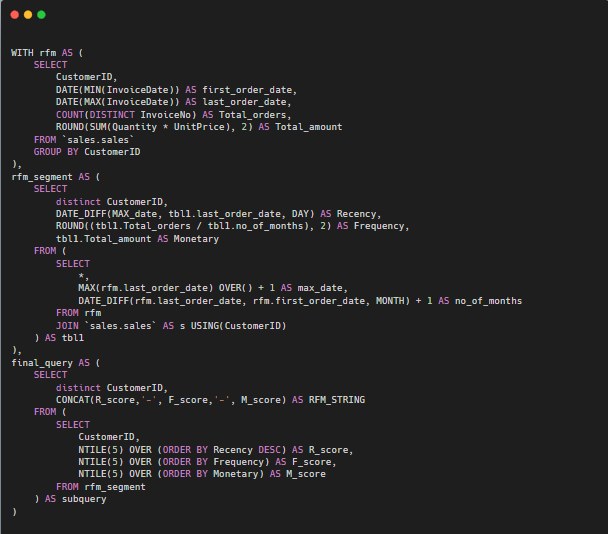 WITH rfm AS (
    SELECT
        CustomerID,
        DATE(MIN(InvoiceDate)) AS first_order_date,
        DATE(MAX(InvoiceDate)) AS last_order_date,
        COUNT(DISTINCT InvoiceNo) AS Total_orders,
        ROUND(SUM(Quantity * UnitPrice), 2) AS Total_amount
    FROM `sales.sales`
    GROUP BY CustomerID
),
rfm_segment AS (
    SELECT
        distinct CustomerID,
        DATE_DIFF(MAX_date, tbl1.last_order_date, DAY) AS Recency,
        ROUND((tbl1.Total_orders / tbl1.no_of_months), 2) AS Frequency,
        tbl1.Total_amount AS Monetary
    FROM (
        SELECT
            *,
            MAX(rfm.last_order_date) OVER() + 1 AS max_date,
            DATE_DIFF(rfm.last_order_date, rfm.first_order_date, MONTH) + 1 AS no_of_months
        FROM rfm
        JOIN `sales.sales` AS s USING(CustomerID)
    ) AS tbl1
),
final_query AS (
    SELECT
        distinct CustomerID,
        CONCAT(R_score,'-', F_score,'-', M_score) AS RFM_STRING
    FROM (
        SELECT
            CustomerID,
            NTILE(5) OVER (ORDER BY Recency DESC) AS R_score,
            NTILE(5) OVER (ORDER BY Frequency) AS F_score,
            NTILE(5) OVER (ORDER BY Monetary) AS M_score
        FROM rfm_segment
    ) AS subquery
)